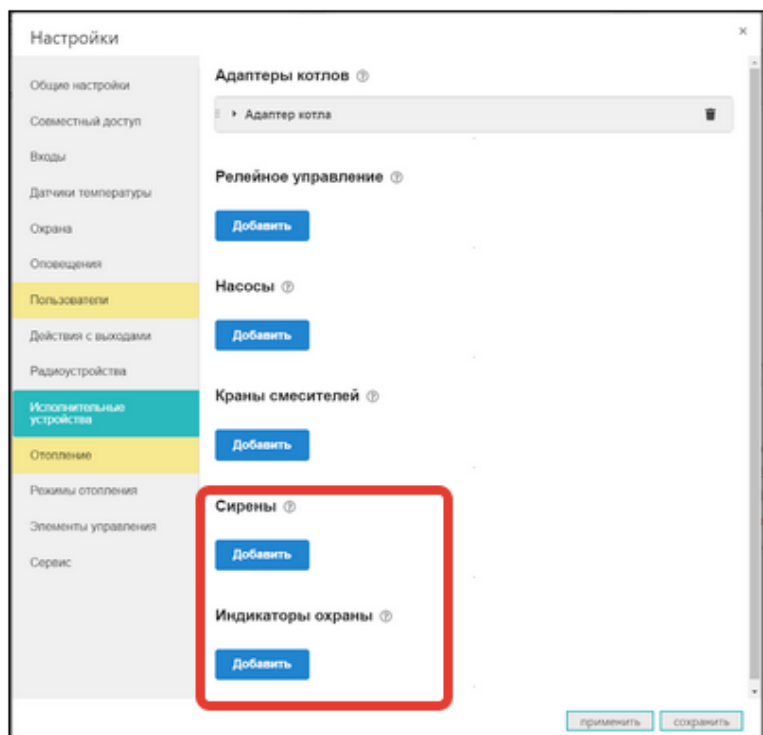 Настройки
×
Общие настройки
Совместный доступ
Входы
Датчики температуры
Охрана
Оповещения
Пользователи
Действия с выходами
Радиоустройства
Исполнительные
устройства
Отопление
Режимы отопления
Элементы управления
Сервис
Адаптеры котлов ?
Адаптер котла
Релейное управление ?
Добавить
Насосы ?
Добавить
Краны смесителей ?
Добавить
Сирены ?
Добавить
Индикаторы охраны ?
Добавить
применить сохранить